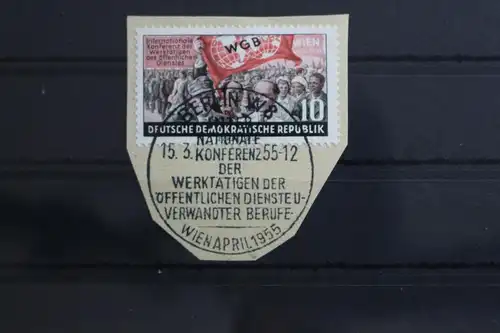 Internationale
Konferenz der
Werktätigen
des öffentlichen
Dienstes
WGB
WIEN
10
DEUTSCHE DEMOKRATISCHE REPUBLIK
BERLIN W8
INTER-
NATIONALE
15. 3. KONFERENZ 55-12
DER
WERKTÄTIGEN DER
ÖFFENTLICHEN DIENSTE U-
VERWANDTER BERUFE-
WIEN APRIL 1955